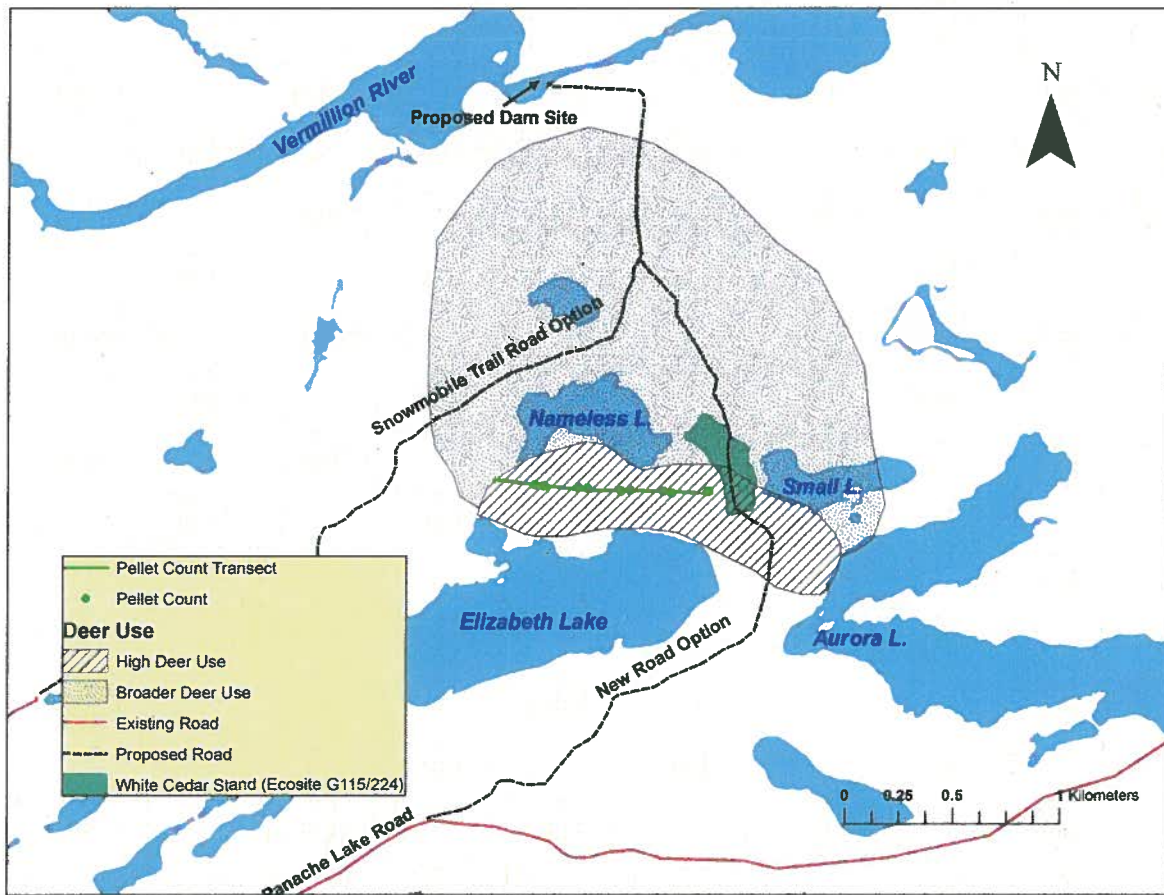 N
Vermillion River
Proposed Dam Site
Snowmobile Trail Road Option
Nameless L.
Small L.
Pellet Count Transect
Pellet Count
Deer Use
High Deer Use
Broader Deer Use
Existing Road
Proposed Road
White Cedar Stand (Ecosite G115/224)
Elizabeth Lake
Aurora L.
New Road Option
0 0.25 0.5 1 Kilometers
Panache Lake Road